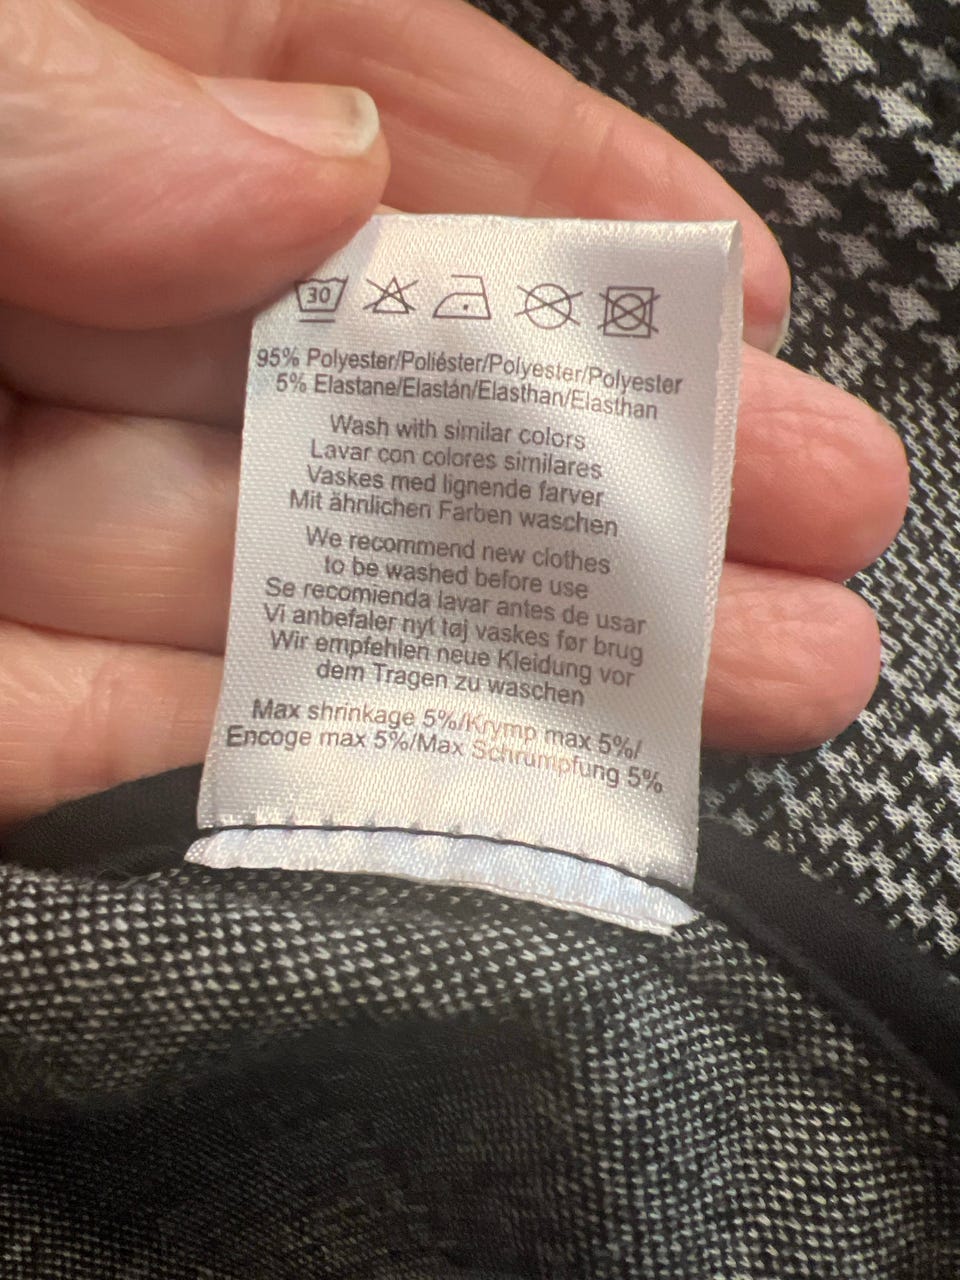 30
95% Polyester/Poliéster/Polyester/Polyester
5% Elastane/Elastán/Elasthan/Elasthan
Wash with similar colors
Lavar con colores similares
Vaskes med lignende farver
Mit ähnlichen Farben waschen
We recommend new clothes
to be washed before use
Se recomienda lavar antes de usar
Vi anbefaler nyt tøj vaskes før brug
Wir empfehlen neue Kleidung vor
dem Tragen zu waschen
Max shrinkage 5%/Krymp max 5%/
Encoge max 5%/Max Schrumpfung 5%